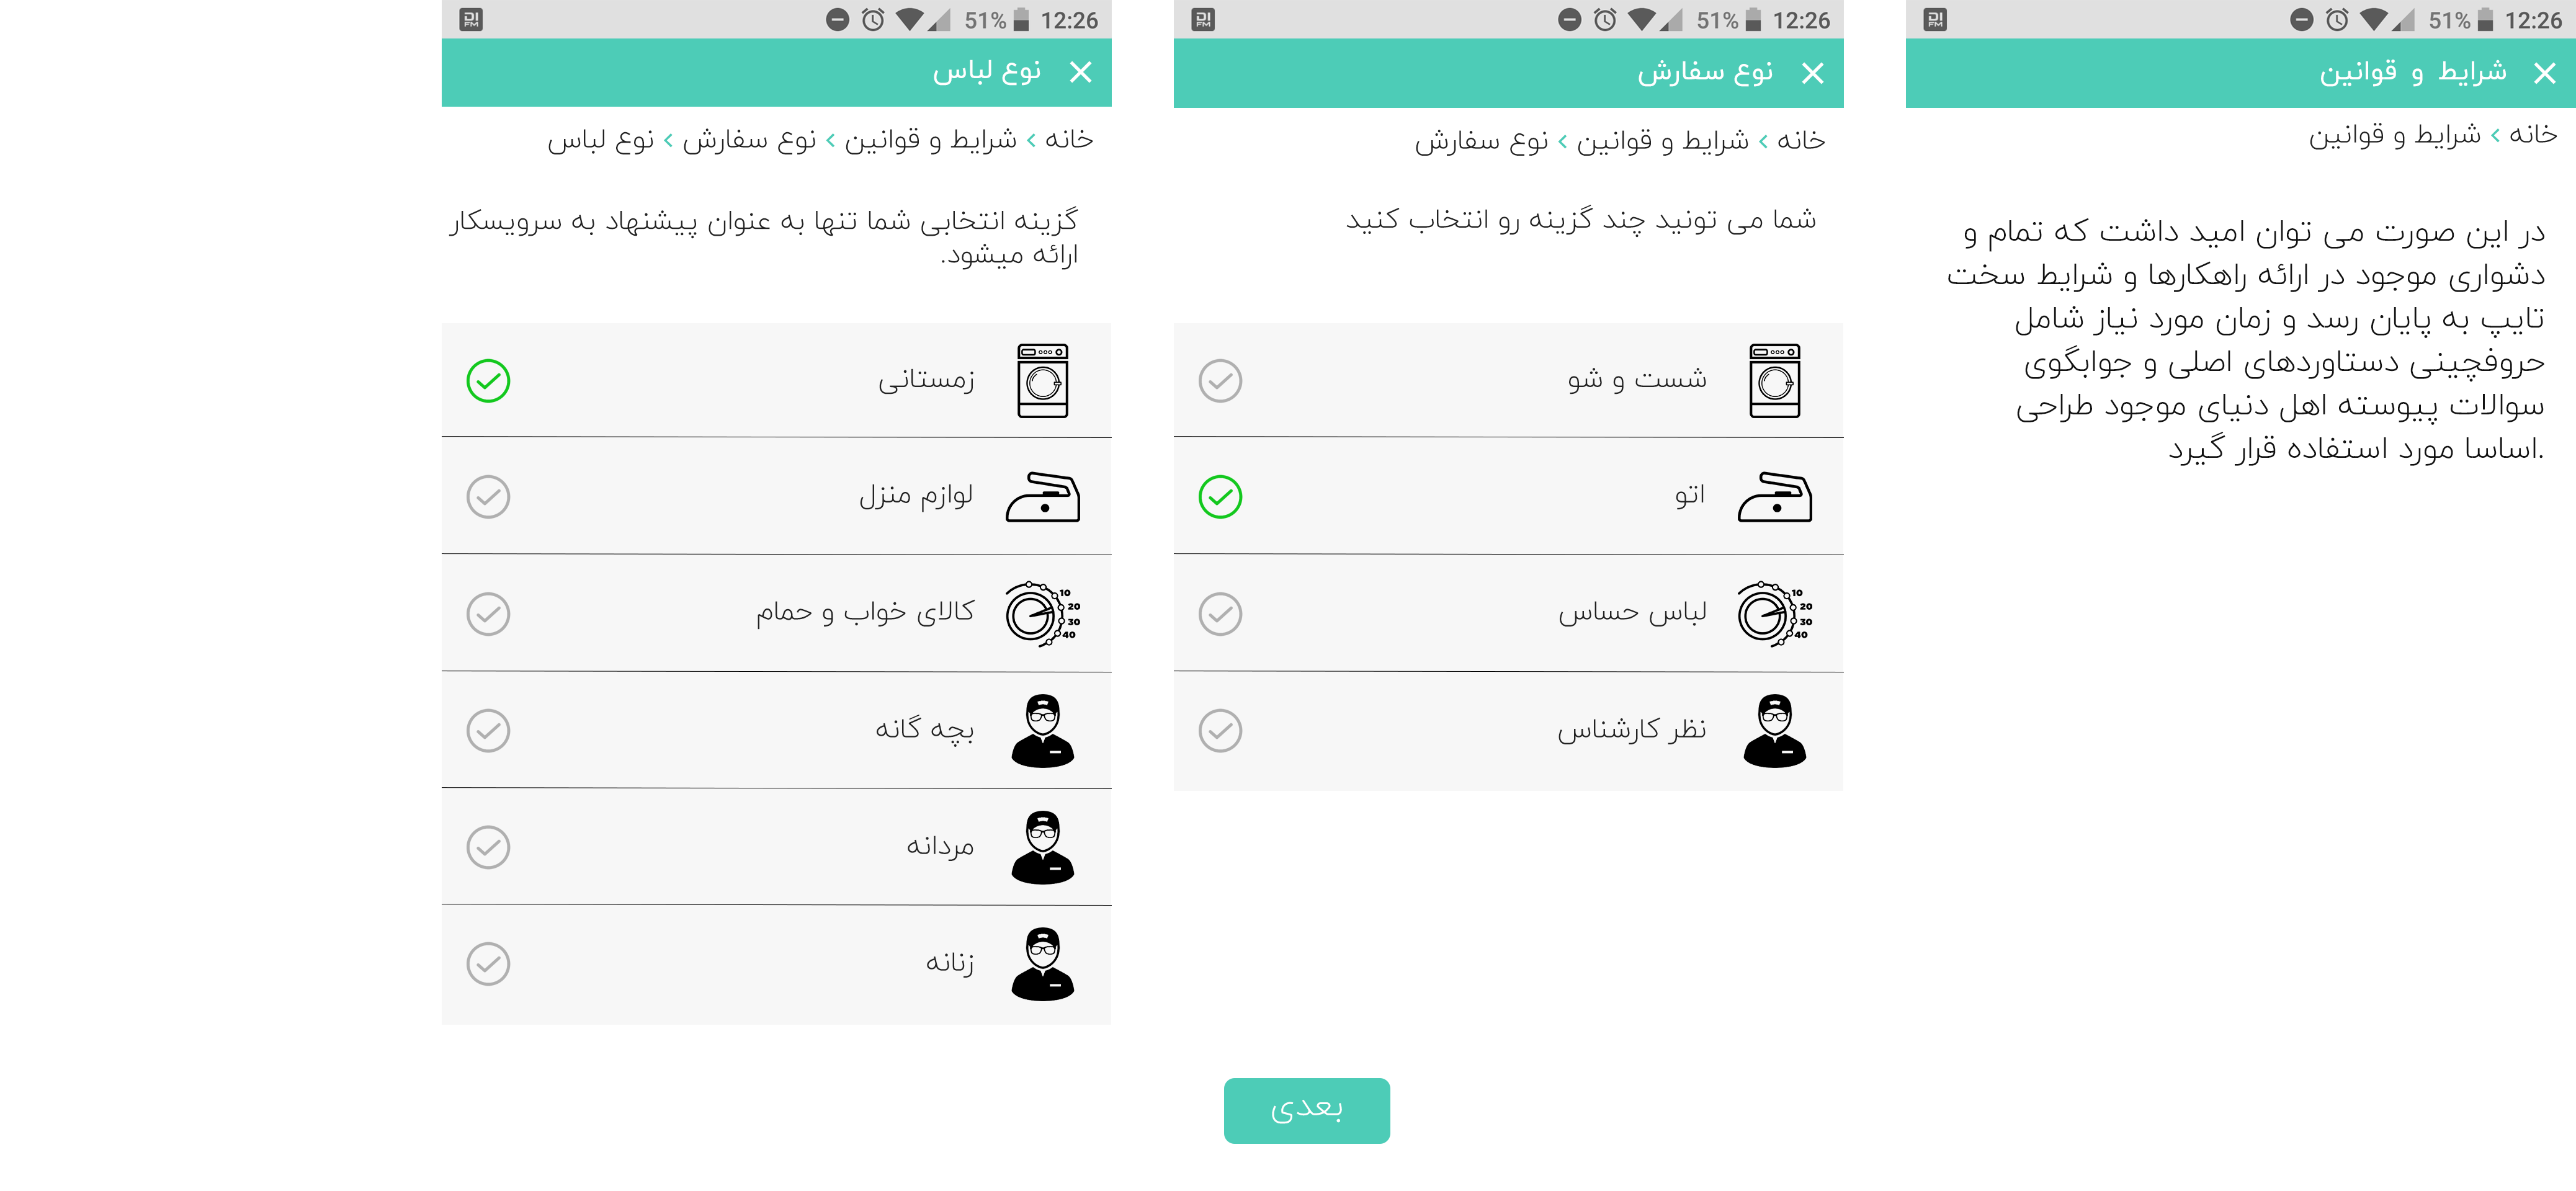 12:26 51% DI FM
شرایط و قوانین
خانه > شرایط و قوانین
در این صورت می توان امید داشت که تمام و
دشواری موجود در ارائه راهکارها و شرایط سخت
تایپ به پایان رسد و زمان مورد نیاز شامل
حروفچینی دستاوردهای اصلی و جوابگوی
سوالات پیوسته اهل دنیای موجود طراحی
.اساسا مورد استفاده قرار گیرد
12:26 51% DI FM
نوع سفارش
خانه > شرایط و قوانین > نوع سفارش
شما می تونید چند گزینه رو انتخاب کنید
شست و شو
اتو
لباس حساس
10
20
30
40
نظر کارشناس
بعدی
12:26 51% DI FM
نوع لباس
خانه > شرایط و قوانین > نوع سفارش > نوع لباس
گزینه انتخابی شما تنها به عنوان پیشنهاد به سرویسکار
ارائه میشود.
زمستانی
لوازم منزل
کالای خواب و حمام
10
20
30
40
بچه گانه
مردانه
زنانه